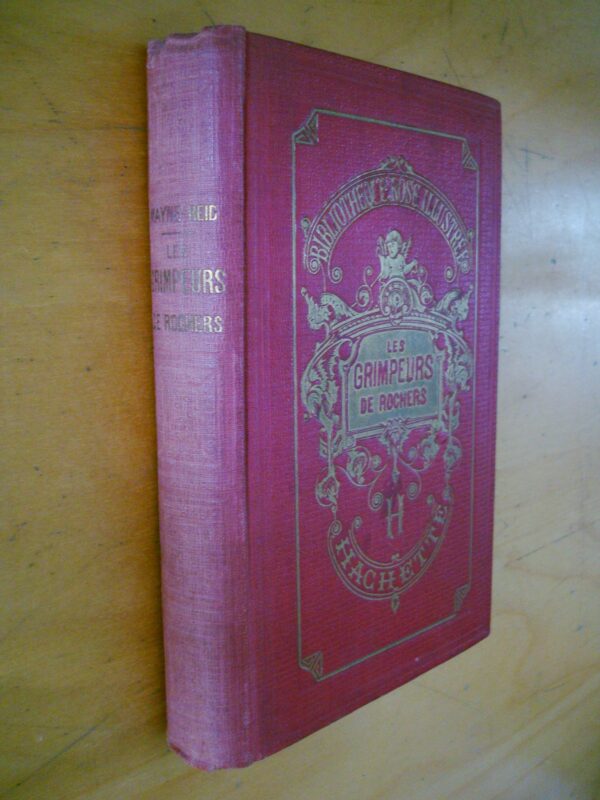 MAYNE-REID
LES
GRIMPEURS
DE ROCHERS
BIBLIOTHÈQUE ROSE ILLUSTRÉE
LES
GRIMPEURS
DE ROCHERS
H
HACHETTE